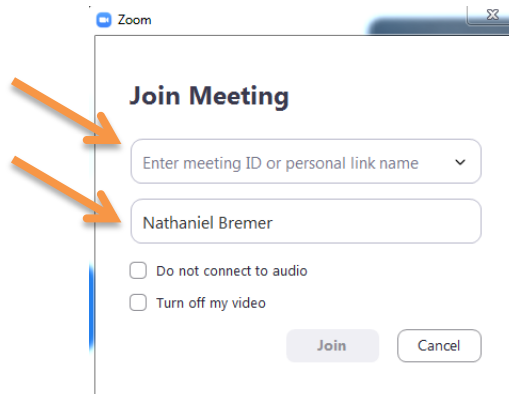 Zoom
Join Meeting
Enter meeting ID or personal link name
Nathaniel Bremer
Do not connect to audio
Turn off my video
Join Cancel